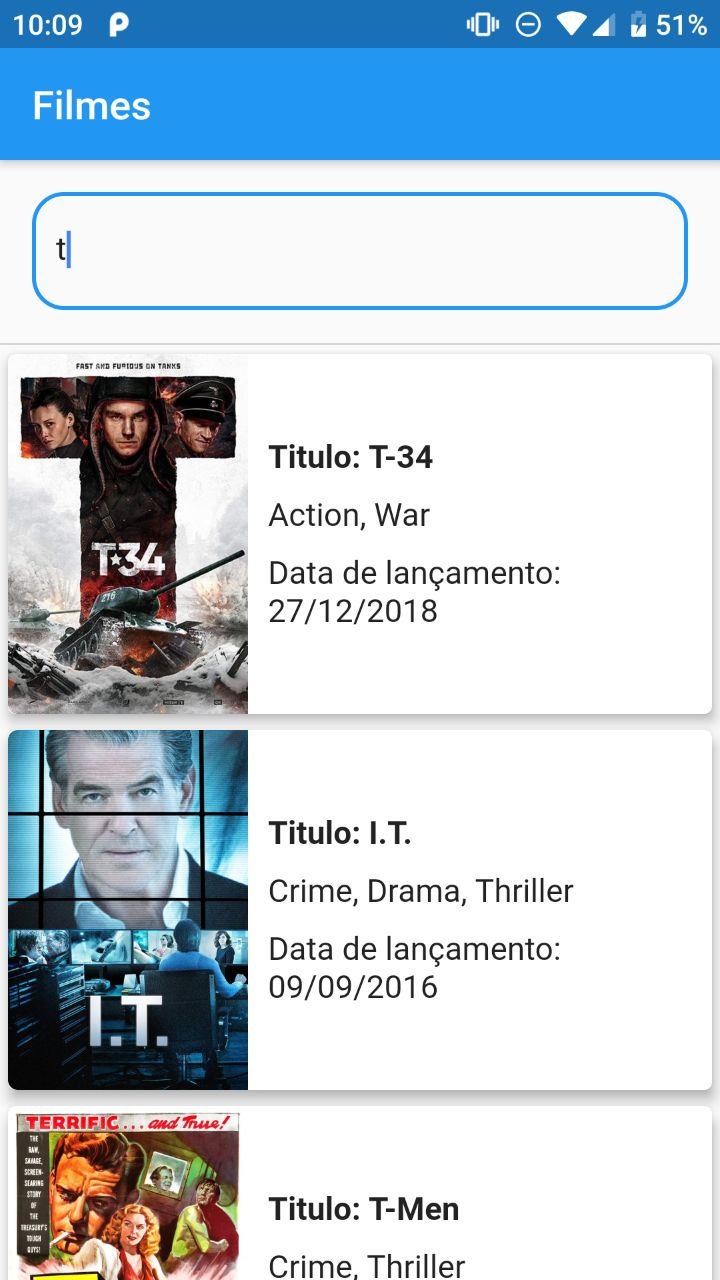 10:09
51%
Filmes
t
FAST AND FURIOUS ON TANKS
T★34
216
Titulo: T-34
Action, War
Data de lançamento:
27/12/2018
I.T.
Titulo: I.T.
Crime, Drama, Thriller
Data de lançamento:
09/09/2016
TERRIFIC...and True!
THE
RAW,
SAVAGE,
SCREEN-
SEARING
STORY
OF
THE
TREASURY'S
TOUGH
GUYS!
Titulo: T-Men
Crime, Thriller